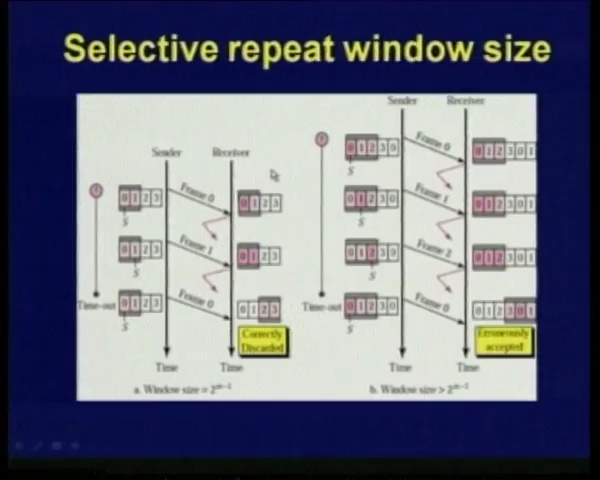 Selective repeat window size
Sender Receiver
Frame 0
0 1 2 3
0 1 2 3
S
Frame 1
0 1 2 3
0 1 2 3
S
Frame 0
0 1 2 3
0 1 2 3
S
Time-out
Correctly
Discarded
Time Time
a. Window size = 2^m-1
Sender Receiver
Frame 0
0 1 2 3 0
0 1 2 3 0 1
S
Frame 1
0 1 2 3 0
0 1 2 3 0 1
S
Frame 2
0 1 2 3 0
0 1 2 3 0 1
S
Frame 0
0 1 2 3 0
0 1 2 3 0 1
S
Time-out
Erroneously
accepted
Time Time
b. Window size > 2^m-1